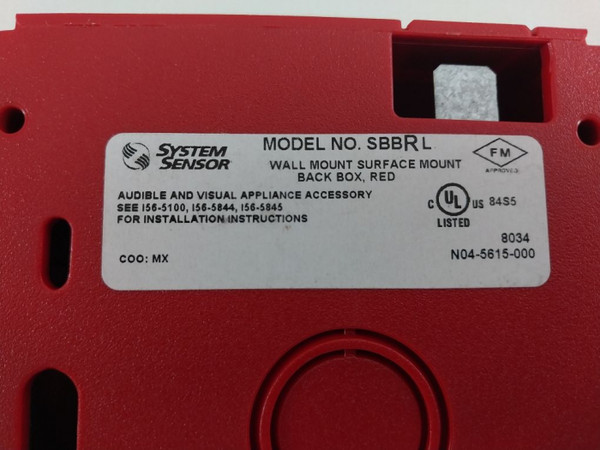 SYSTEM
SENSOR
MODEL NO. SBBRL
WALL MOUNT SURFACE MOUNT
BACK BOX, RED
FM
APPROVED
AUDIBLE AND VISUAL APPLIANCE ACCESSORY
SEE I56-5100, I56-5844, I56-5845
FOR INSTALLATION INSTRUCTIONS
C UL US 84S5
LISTED
8034
COO: MX
N04-5615-000